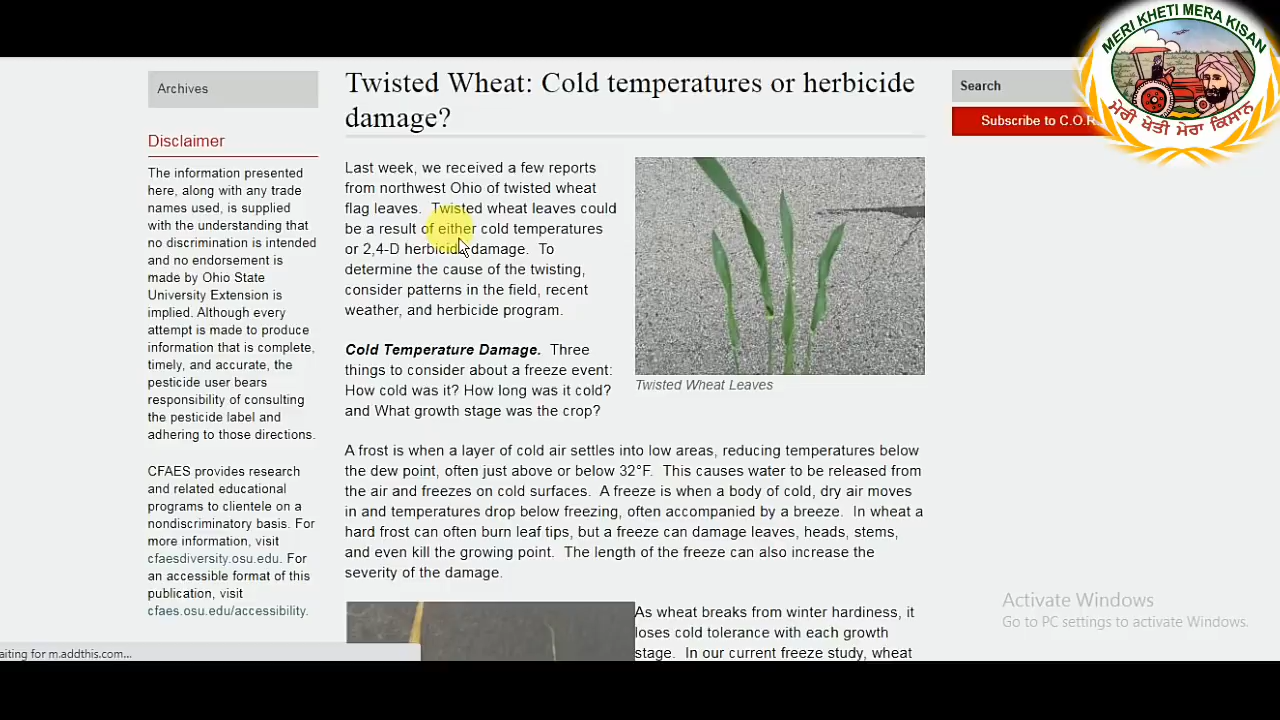 MERI KHETI MERA KISAN
ਮੇਰੀ ਖੇਤੀ ਮੇਰਾ ਕਿਸਾਨ
Archives
Disclaimer
The information presented
here, along with any trade
names used, is supplied
with the understanding that
no discrimination is intended
and no endorsement is
made by Ohio State
University Extension is
implied. Although every
attempt is made to produce
information that is complete,
timely, and accurate, the
pesticide user bears
responsibility of consulting
the pesticide label and
adhering to those directions.
CFAES provides research
and related educational
programs to clientele on a
nondiscriminatory basis. For
more information, visit
cfaesdiversity.osu.edu. For
an accessible format of this
publication, visit
cfaes.osu.edu/accessibility.
Twisted Wheat: Cold temperatures or herbicide
damage?
Last week, we received a few reports
from northwest Ohio of twisted wheat
flag leaves. Twisted wheat leaves could
be a result of either cold temperatures
or 2,4-D herbicide damage. To
determine the cause of the twisting,
consider patterns in the field, recent
weather, and herbicide program.
Twisted Wheat Leaves
Cold Temperature Damage. Three
things to consider about a freeze event:
How cold was it? How long was it cold?
and What growth stage was the crop?
A frost is when a layer of cold air settles into low areas, reducing temperatures below
the dew point, often just above or below 32°F. This causes water to be released from
the air and freezes on cold surfaces. A freeze is when a body of cold, dry air moves
in and temperatures drop below freezing, often accompanied by a breeze. In wheat a
hard frost can often burn leaf tips, but a freeze can damage leaves, heads, stems,
and even kill the growing point. The length of the freeze can also increase the
severity of the damage.
As wheat breaks from winter hardiness, it
loses cold tolerance with each growth
stage. In our current freeze study, wheat
Search
Subscribe to C.O.R
Activate Windows
Go to PC settings to activate Windows.
aiting for m.addthis.com...